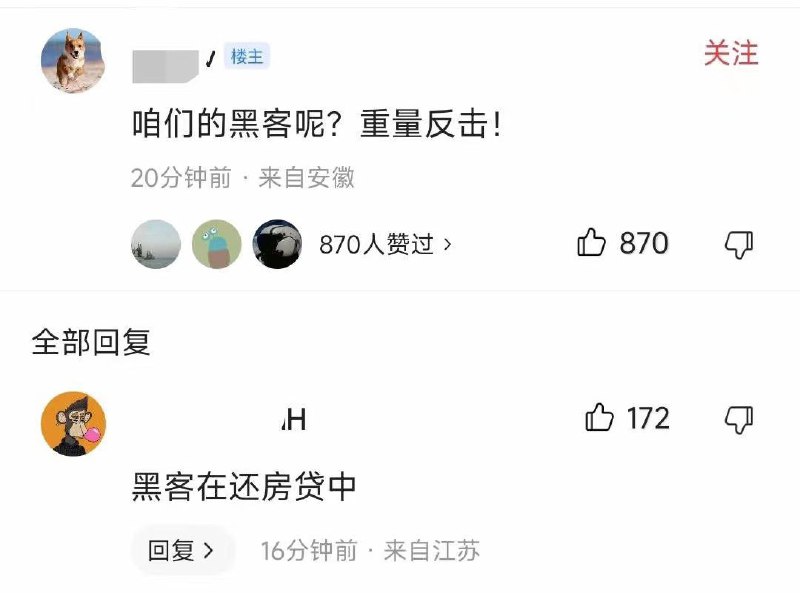 楼主
关注
咱们的黑客呢？重量反击！
20分钟前 · 来自安徽
870人赞过 >
870
全部回复
H
172
黑客在还房贷中
回复 >
16分钟前 · 来自江苏